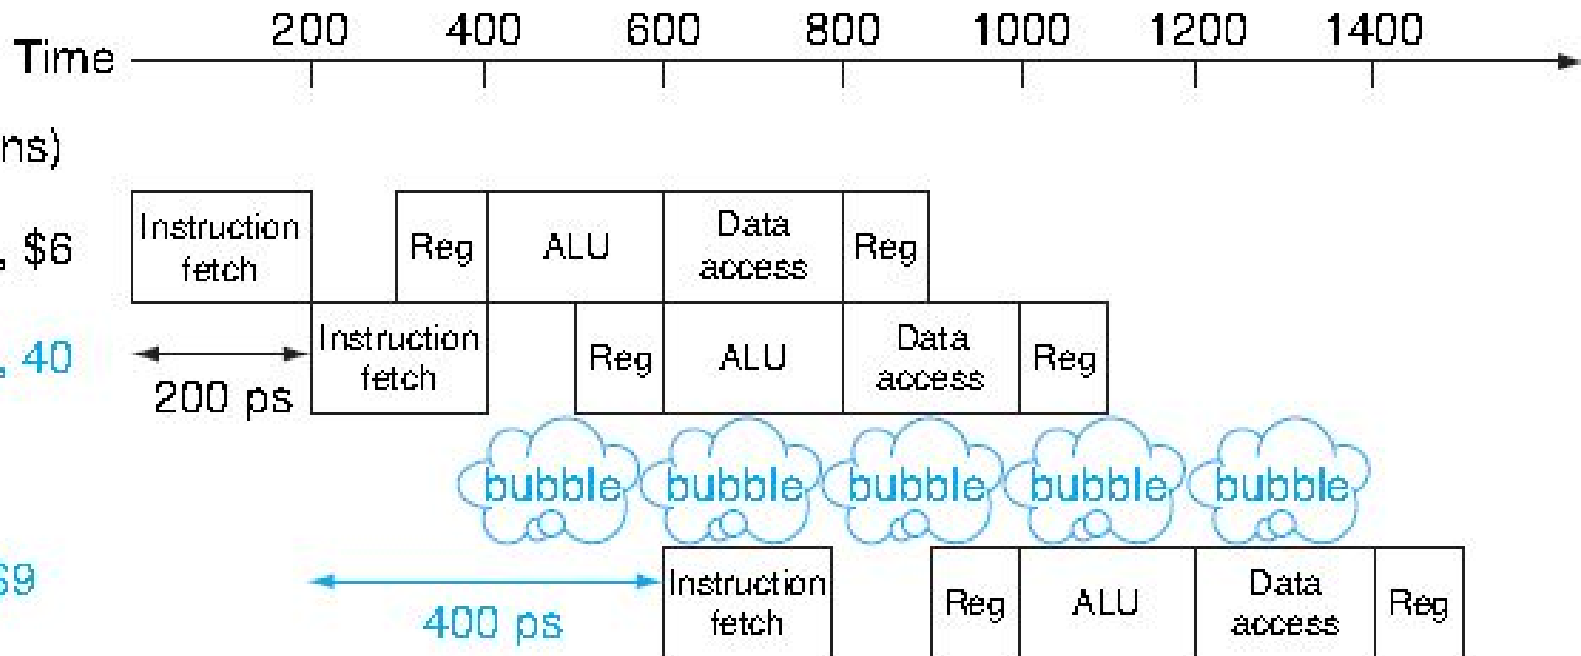 200 400 600 800 1000 1200 1400
Time
ns)
, $6
Instruction fetch
Reg
ALU
Data access
Reg
, 40
200 ps
Instruction fetch
Reg
ALU
Data access
Reg
bubble bubble bubble bubble bubble
$9
400 ps
Instruction fetch
Reg
ALU
Data access
Reg